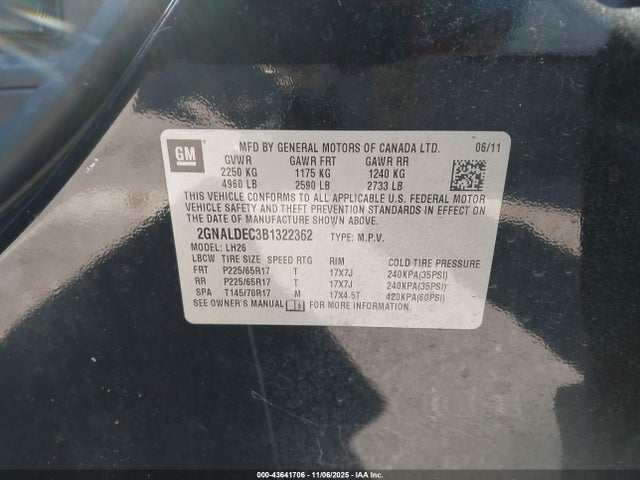 GM
MFD BY GENERAL MOTORS OF CANADA LTD. 06/11
GVWR GAWR FRT GAWR RR
2250 KG 1175 KG 1240 KG
4960 LB 2590 LB 2733 LB
THIS VEHICLE CONFORMS TO ALL APPLICABLE U.S. FEDERAL MOTOR
VEHICLE SAFETY AND THEFT PREVENTION STANDARDS IN EFFECT ON
THE DATE OF MANUFACTURE SHOWN ABOVE.
2GNALDEC3B1322362 TYPE: M.P.V.
MODEL: LH26
LBCW TIRE SIZE SPEED RTG RIM COLD TIRE PRESSURE
FRT P225/65R17 T 17X7J 240KPA(35PSI)
RR P225/65R17 T 17X7J 240KPA(35PSI)
SPA T145/70R17 M 17X4.5T 420KPA(60PSI)
SEE OWNER'S MANUAL FOR MORE INFORMATION.
000-43641706 - 11/06/2025 - IAA Inc.